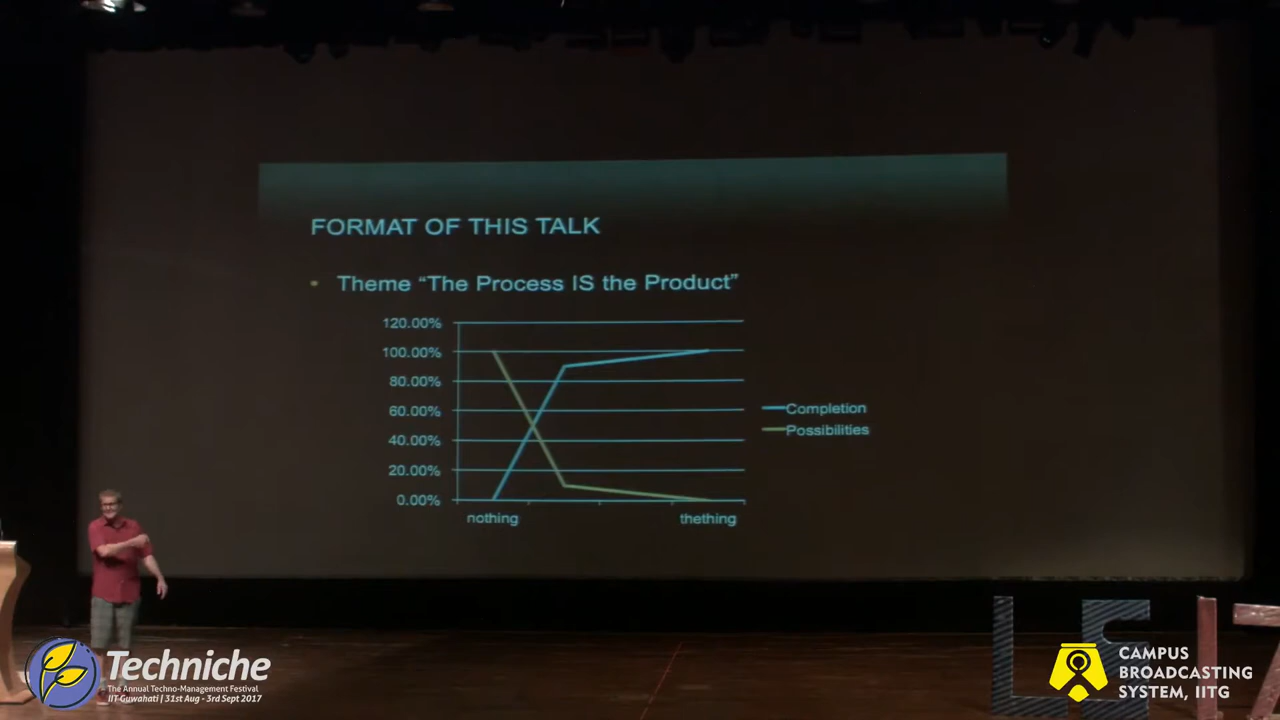 FORMAT OF THIS TALK
• Theme “The Process IS the Product”
120.00%
100.00%
80.00%
60.00%
40.00%
20.00%
0.00%
nothing
thething
Completion
Possibilities
Techniche
The Annual Techno-Management Festival
IIT Guwahati | 31st Aug - 3rd Sept 2017
CAMPUS
BROADCASTING
SYSTEM, IITG